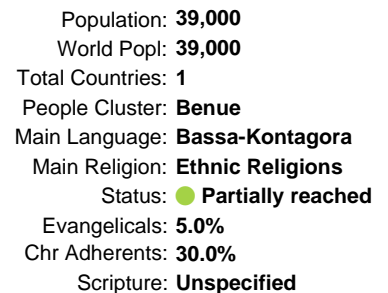 Population: 39,000
World Popl: 39,000
Total Countries: 1
People Cluster: Benue
Main Language: Bassa-Kontagora
Main Religion: Ethnic Religions
Status: Partially reached
Evangelicals: 5.0%
Chr Adherents: 30.0%
Scripture: Unspecified